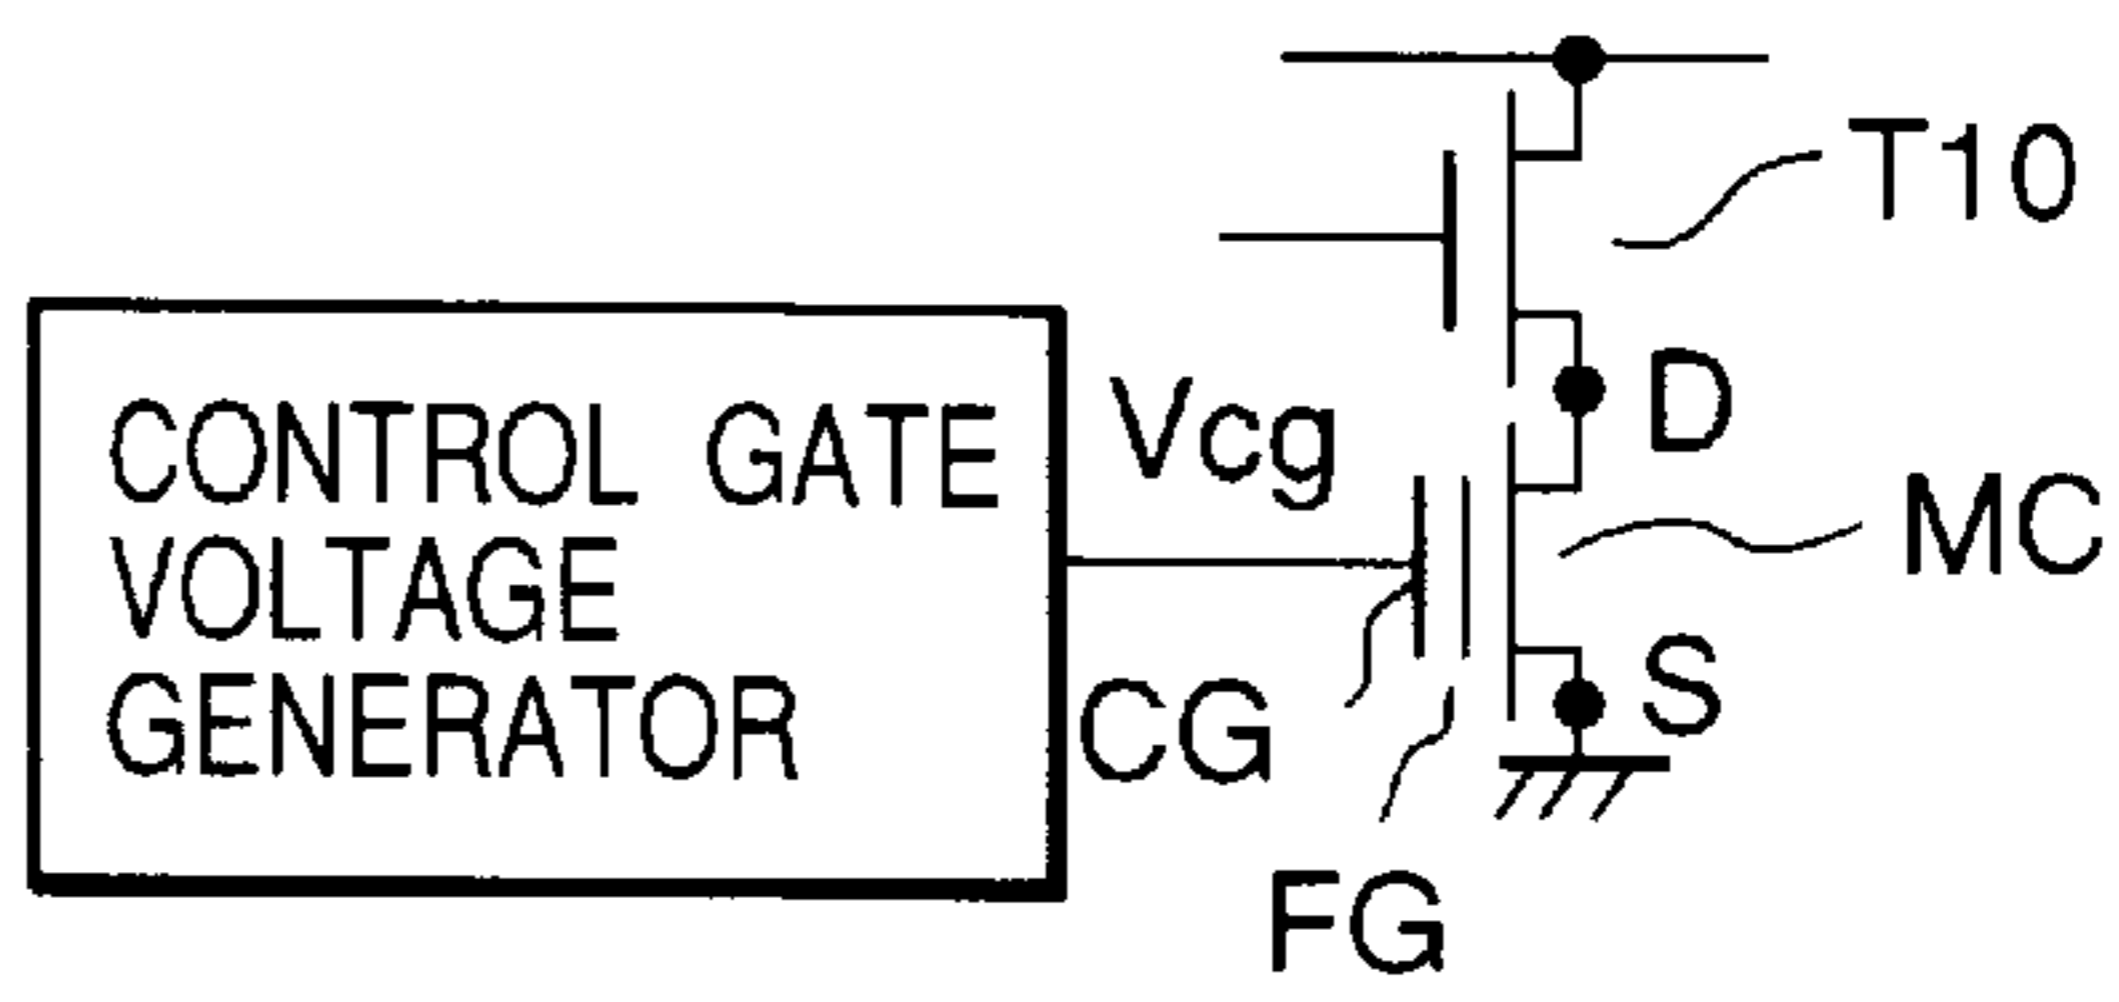 T10
CONTROL GATE
VOLTAGE
GENERATOR
Vcg
D
MC
CG
S
FG